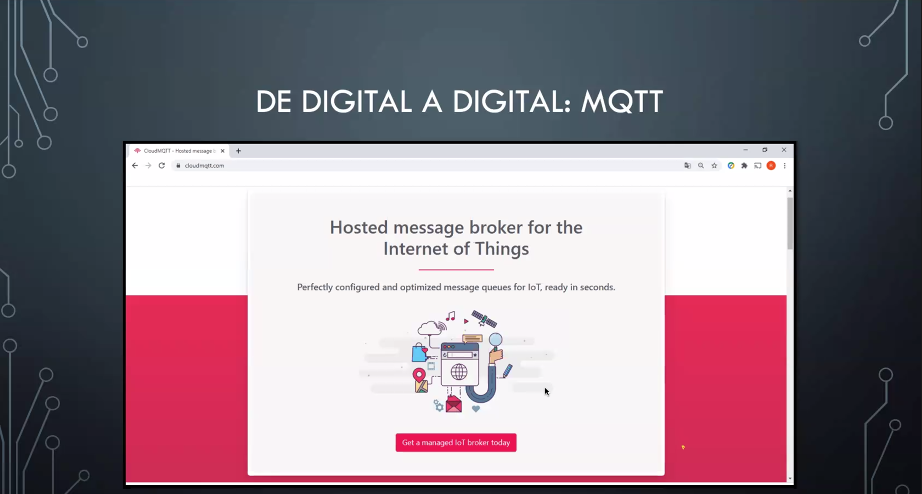 DE DIGITAL A DIGITAL: MQTT
CloudMQTT - Hosted message b
cloudmqtt.com
Hosted message broker for the
Internet of Things
Perfectly configured and optimized message queues for IoT, ready in seconds.
Get a managed IoT broker today